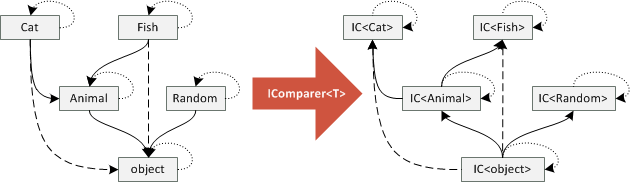 Cat
Fish
Animal
Random
object
IComparer<T>
IC<Cat>
IC<Fish>
IC<Animal>
IC<Random>
IC<object>